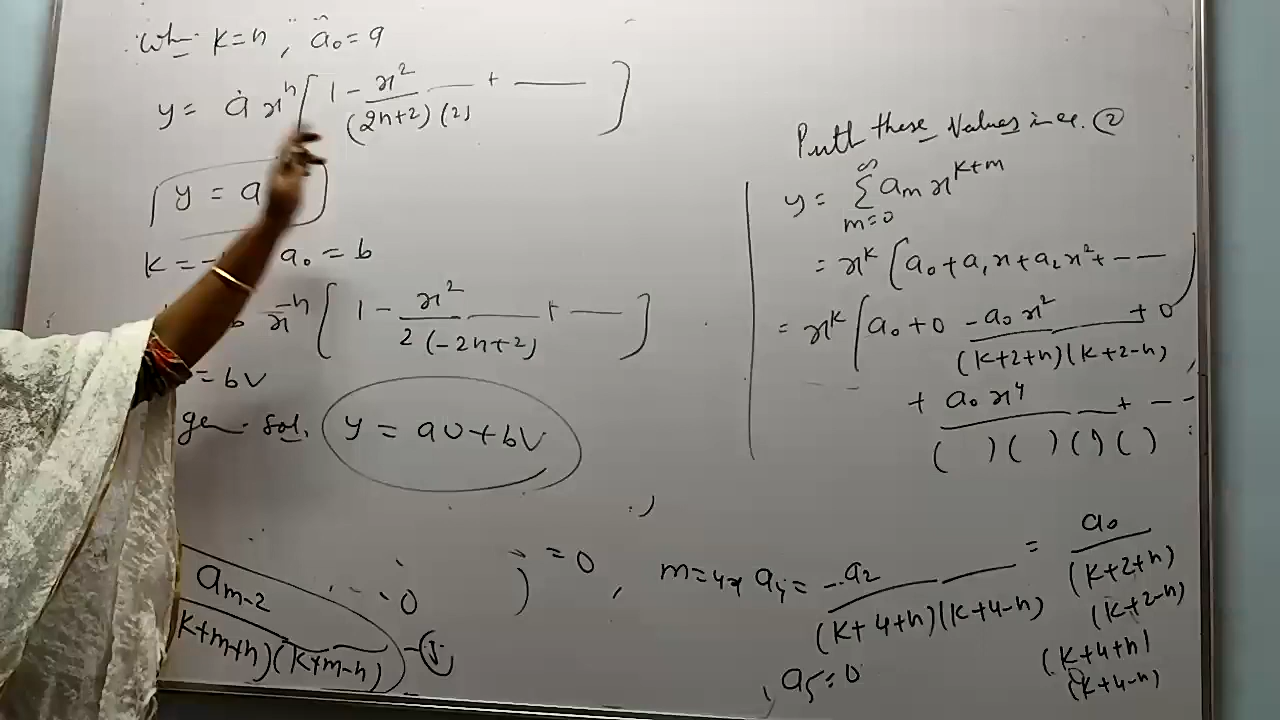 When k=n, a₀=a
y= a xⁿ [ 1 - x²/(2n+2)(2) + —— ]
y = a
k = - a₀ = b
x⁻ⁿ [ 1 - x²/2(-2n+2) + —— ]
= bv
gen. sol. y = au+bv
) = 0
a_{m-2}/(k+m+n)(k+m-n)
0
Putt these values in eq. ②
y= ∑_{m=0}^{∞} a_m x^{k+m}
= x^k [ a₀+a₁x+a₂x²+ ——
= x^k [ a₀+0 -a₀x²/(k+2+n)(k+2-n) + 0
+ a₀x⁴/( )( )( )( ) + ——
m=4, a₄= -a₂/(k+4+n)(k+4-n) = a₀/(k+2+n)(k+2-n)(k+4+n)(k+4-n)
, a₅=0